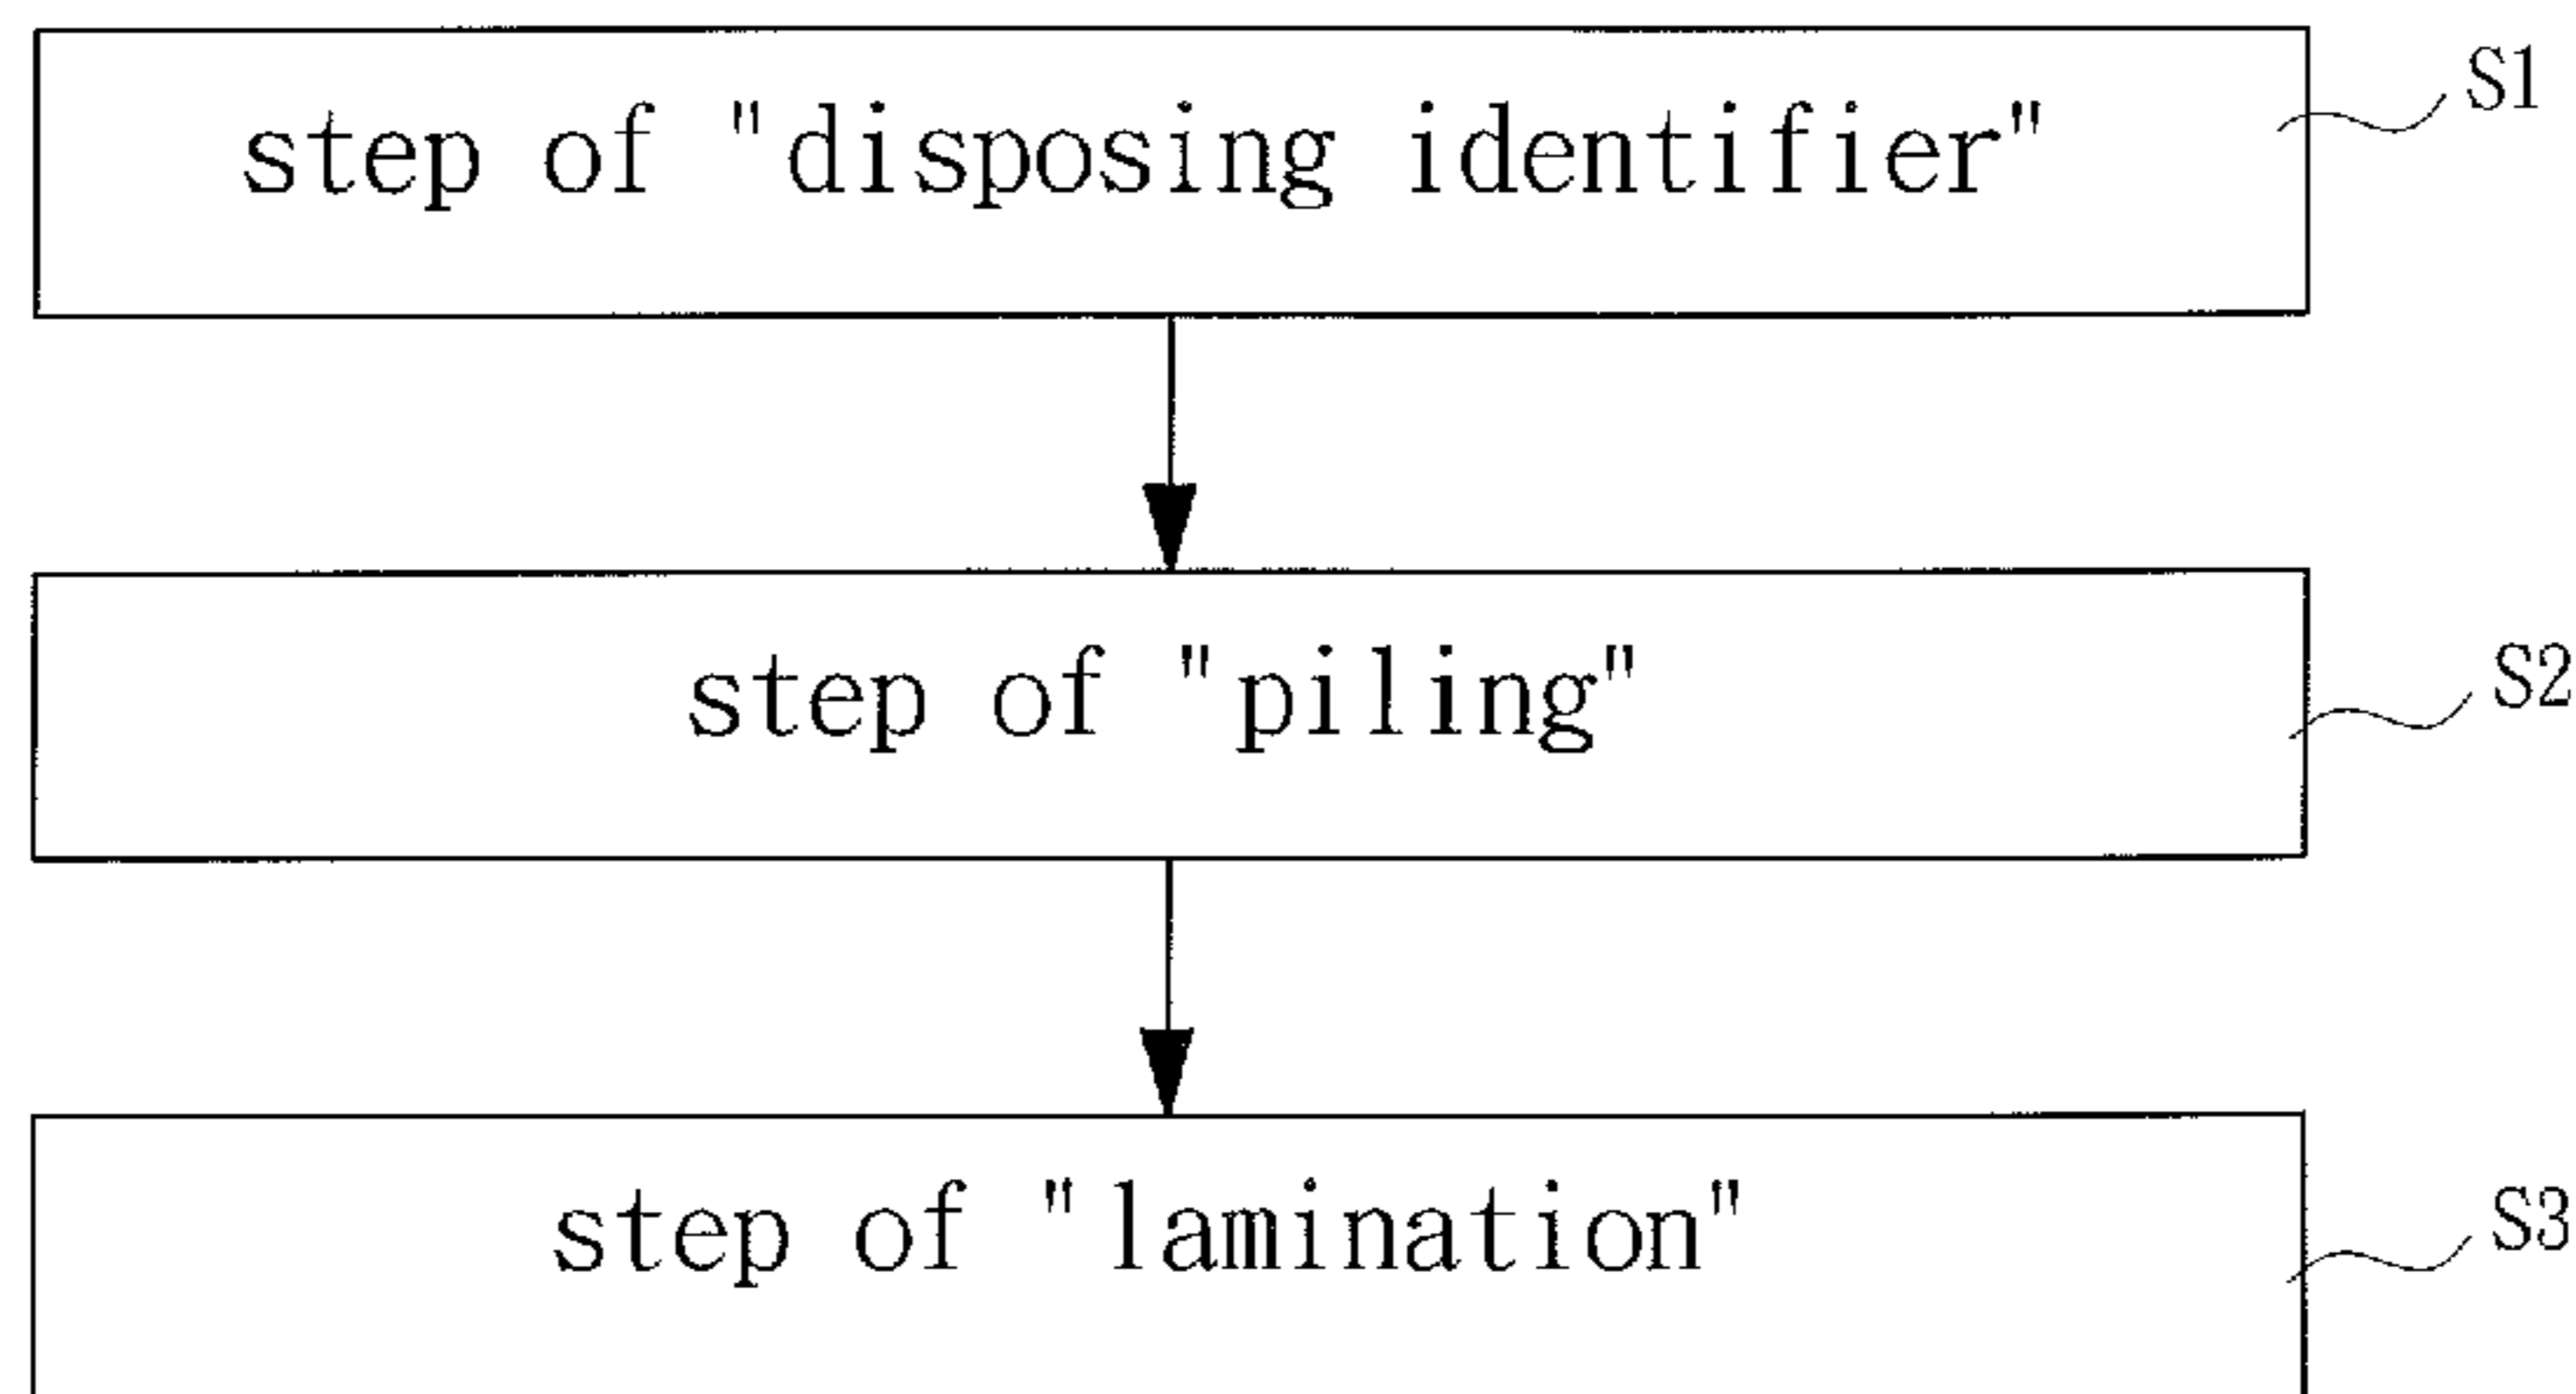 step of "disposing identifier"
S1
step of "piling"
S2
step of "lamination"
S3